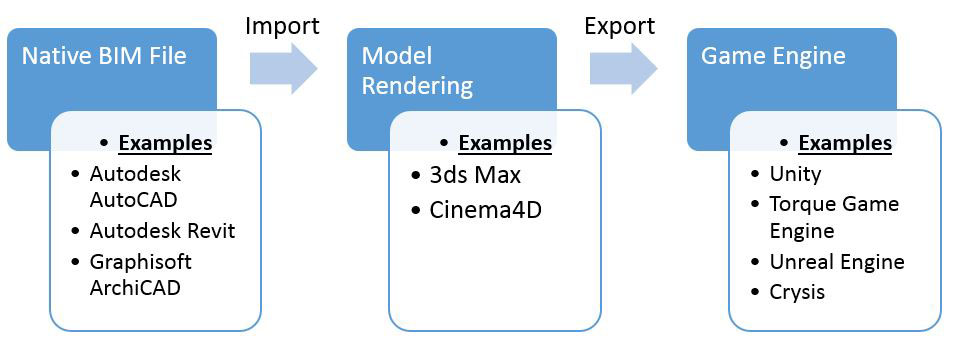 Import
Export
Native BIM File
• Examples
• Autodesk
AutoCAD
• Autodesk Revit
• Graphisoft
ArchiCAD
Model
Rendering
• Examples
• 3ds Max
• Cinema4D
Game Engine
• Examples
• Unity
• Torque Game
Engine
• Unreal Engine
• Crysis